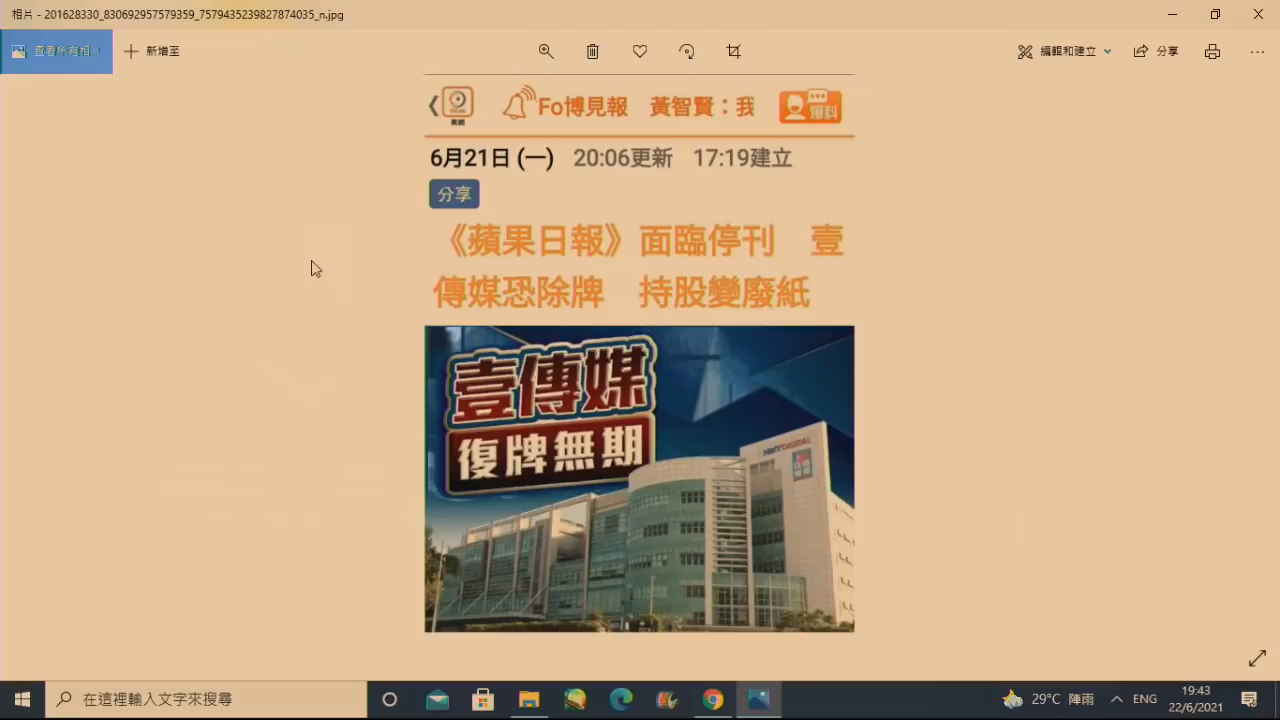 相片 - 201628330_830692957579359_7579435239827874035_n.jpg
查看所有相片
新增至
編輯和建立
分享
東網
Fo博見報 黃智賢：我
爆料
6月21日 (一) 20:06更新 17:19建立
分享
《蘋果日報》面臨停刊 壹
傳媒恐除牌 持股變廢紙
壹傳媒
復牌無期
NEXTDIGITAL
在這裡輸入文字來搜尋
29°C 陣雨
ENG
19:43
22/6/2021